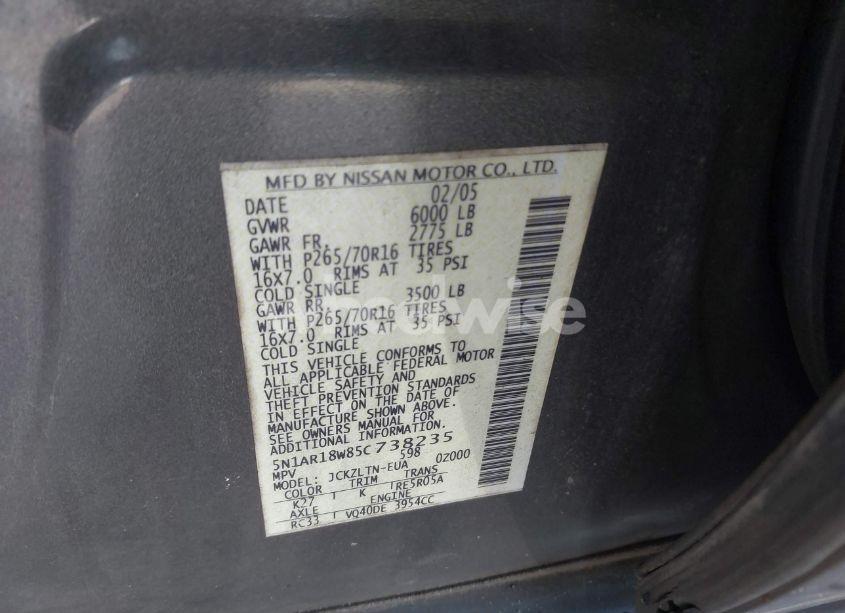 MFD BY NISSAN MOTOR CO., LTD.
DATE 02/05
GVWR 6000 LB
GAWR FR. 2775 LB
WITH P265/70R16 TIRES
16X7.0 RIMS AT 35 PSI
COLD SINGLE
GAWR RR. 3500 LB
WITH P265/70R16 TIRES
16X7.0 RIMS AT 35 PSI
COLD SINGLE
THIS VEHICLE CONFORMS TO
ALL APPLICABLE FEDERAL MOTOR
VEHICLE SAFETY AND
THEFT PREVENTION STANDARDS
IN EFFECT ON THE DATE OF
MANUFACTURE SHOWN ABOVE.
SEE OWNERS MANUAL FOR
ADDITIONAL INFORMATION.
5N1AR18W85C738235
MPV 598 0Z000
MODEL: JCKZLTN-EUA
COLOR TRIM TRANS
K27 K RE5R05A
AXLE ENGINE
RC33 VQ40DE 3954CC